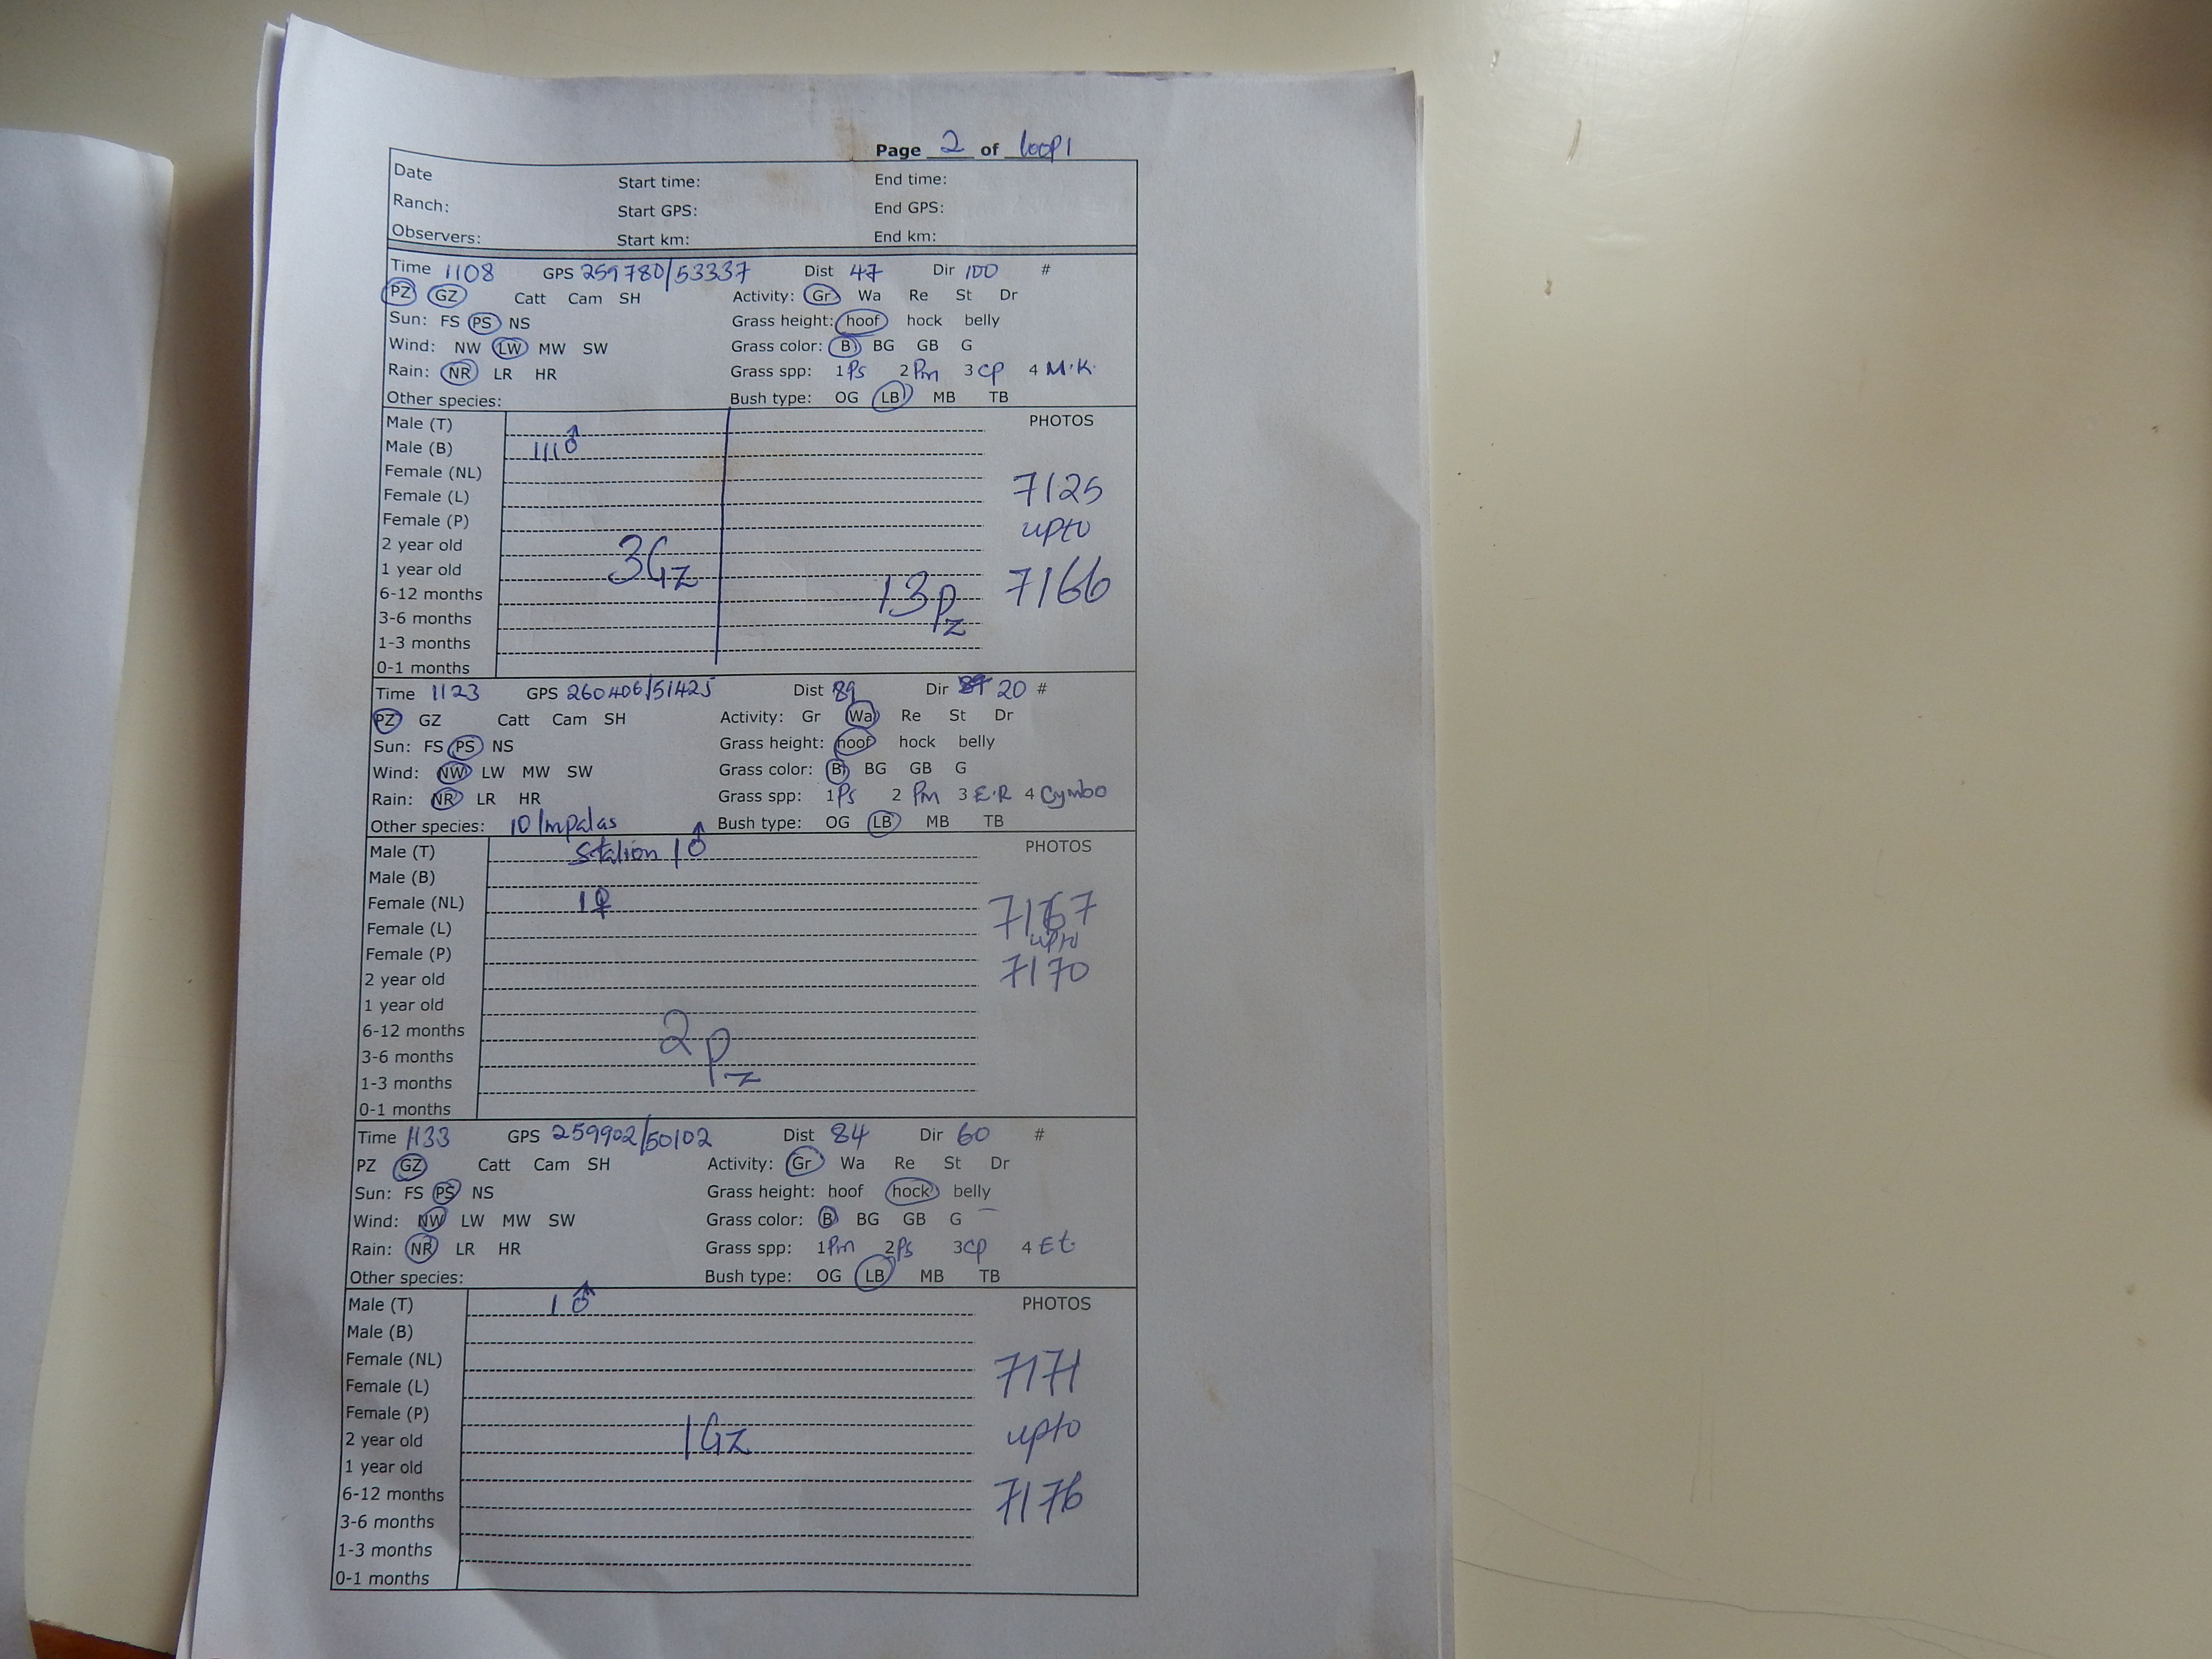 Page 2 of loop1
Date Start time: End time:
Ranch: Start GPS: End GPS:
Observers: Start km: End km:
Time 1108 GPS 259780/53337 Dist 47 Dir 100 #
PZ GZ Catt Cam SH Activity: Gr Wa Re St Dr
Sun: FS PS NS Grass height: hoof hock belly
Wind: NW LW MW SW Grass color: B BG GB G
Rain: NR LR HR Grass spp: 1 Ps 2 Pm 3 CP 4 M.K.
Other species: Bush type: OG LB MB TB
Male (T) PHOTOS
Male (B) 111♂
Female (NL)
Female (L) 7125
Female (P) upto
2 year old
1 year old 3Gz
6-12 months 13Pz 7166
3-6 months
1-3 months
0-1 months
Time 1123 GPS 260406/51425 Dist 89 Dir 20 #
PZ GZ Catt Cam SH Activity: Gr Wa Re St Dr
Sun: FS PS NS Grass height: hoof hock belly
Wind: NW LW MW SW Grass color: B BG GB G
Rain: NR LR HR Grass spp: 1 Ps 2 Pm 3 E.R 4 Cymbo
Other species: 10 Impalas Bush type: OG LB MB TB
Male (T) Stalion 1♂ PHOTOS
Male (B)
Female (NL) 1♀ 7167
Female (L) upto
Female (P)
2 year old 7170
1 year old
6-12 months 2Pz
3-6 months
1-3 months
0-1 months
Time 1133 GPS 259902/50102 Dist 84 Dir 60 #
PZ GZ Catt Cam SH Activity: Gr Wa Re St Dr
Sun: FS PS NS Grass height: hoof hock belly
Wind: NW LW MW SW Grass color: B BG GB G
Rain: NR LR HR Grass spp: 1 Pm 2 Ps 3 CP 4 Et
Other species: Bush type: OG LB MB TB
Male (T) 1♂ PHOTOS
Male (B)
Female (NL) 7171
Female (L)
Female (P)
2 year old 1Gz upto
1 year old
6-12 months 7176
3-6 months
1-3 months
0-1 months